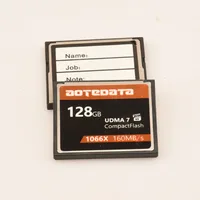 Name:
Job:
Note:
AOTEDATA
128GB
UDMA 7
CompactFlash
1066X 160MB/s